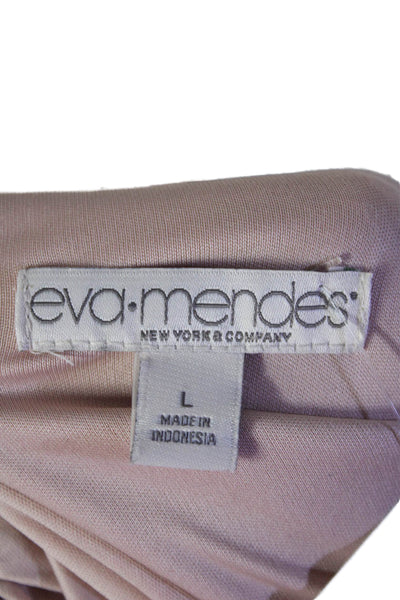 eva•mendes•
NEW YORK & COMPANY
L
MADE IN
INDONESIA